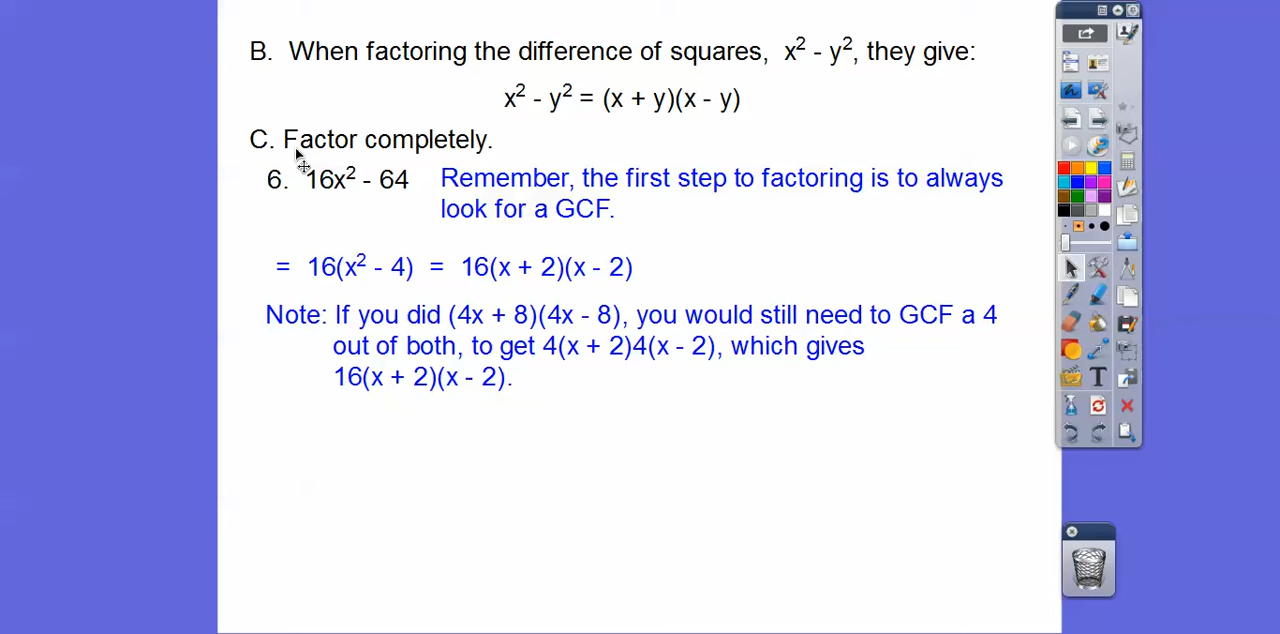 B. When factoring the difference of squares, x² - y², they give:
x² - y² = (x + y)(x - y)
C. Factor completely.
6. 16x² - 64 Remember, the first step to factoring is to always
look for a GCF.
= 16(x² - 4) = 16(x + 2)(x - 2)
Note: If you did (4x + 8)(4x - 8), you would still need to GCF a 4
out of both, to get 4(x + 2)4(x - 2), which gives
16(x + 2)(x - 2).